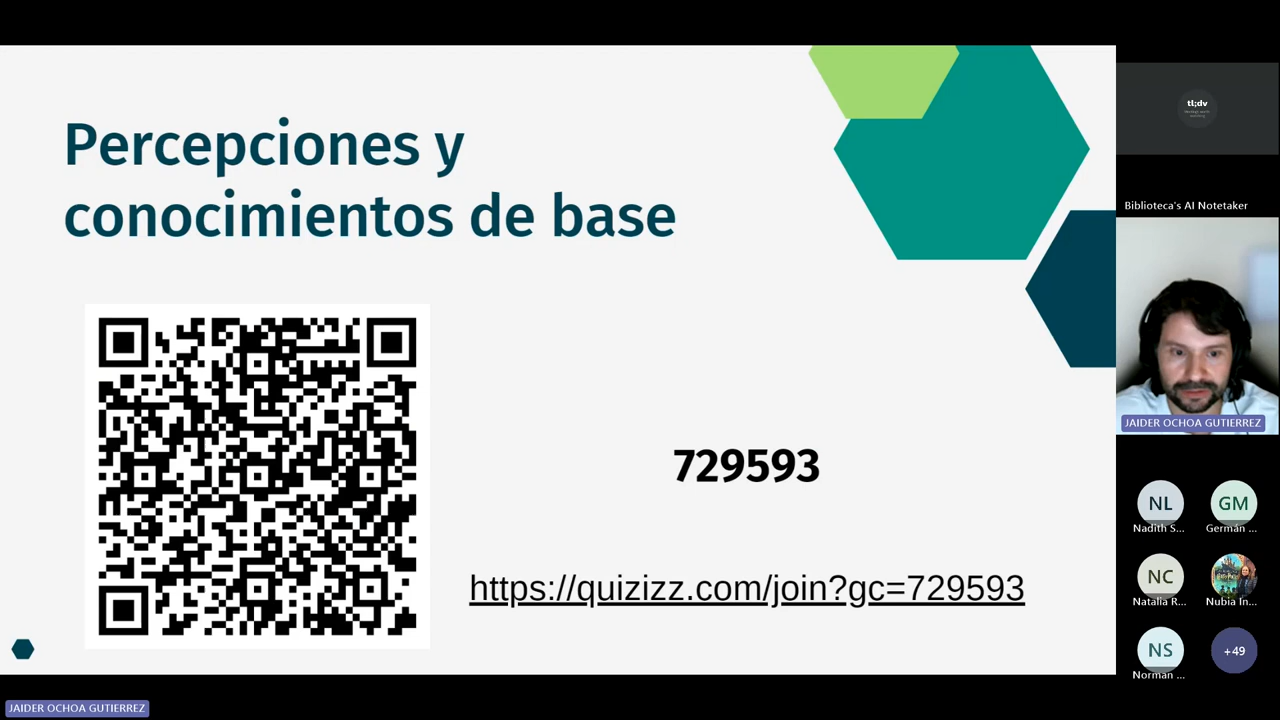 Percepciones y
conocimientos de base
729593
https://quizizz.com/join?gc=729593
tl;dv
Biblioteca's AI Notetaker
JAIDER OCHOA GUTIERREZ
NL
GM
Nadith S...
Germán ...
NC
Natalia R...
Nubia In...
NS
+49
Norman ...
JAIDER OCHOA GUTIERREZ